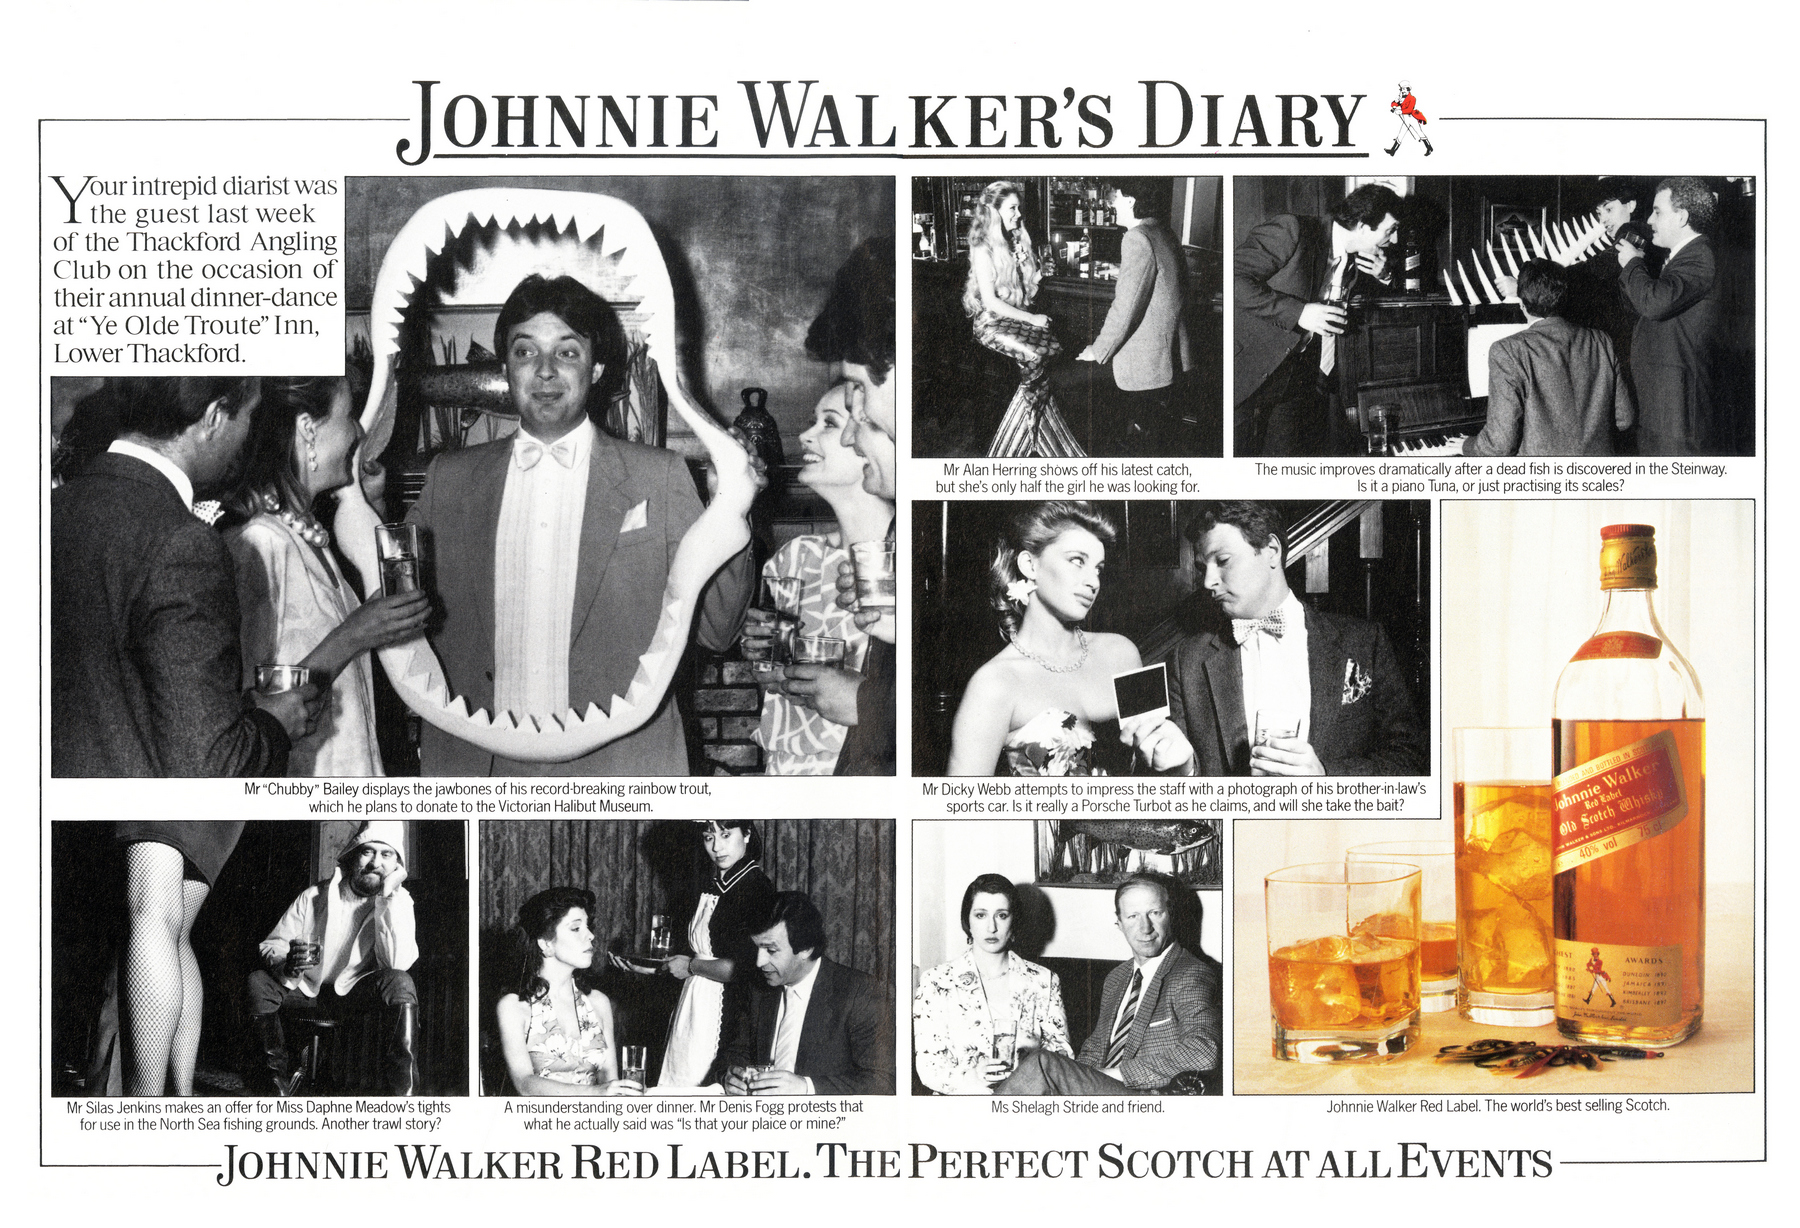 JOHNNIE WALKER'S DIARY
Your intrepid diarist was
the guest last week
of the Thackford Angling
Club on the occasion of
their annual dinner-dance
at “Ye Olde Troute” Inn,
Lower Thackford.
Mr “Chubby” Bailey displays the jawbones of his record-breaking rainbow trout,
which he plans to donate to the Victorian Halibut Museum.
Mr Alan Herring shows off his latest catch,
but she's only half the girl he was looking for.
The music improves dramatically after a dead fish is discovered in the Steinway.
Is it a piano Tuna, or just practising its scales?
Mr Dicky Webb attempts to impress the staff with a photograph of his brother-in-law's
sports car. Is it really a Porsche Turbot as he claims, and will she take the bait?
Mr Silas Jenkins makes an offer for Miss Daphne Meadow's tights
for use in the North Sea fishing grounds. Another trawl story?
A misunderstanding over dinner. Mr Denis Fogg protests that
what he actually said was “Is that your plaice or mine?”
Ms Shelagh Stride and friend.
Johnnie Walker
Red Label
Old Scotch Whisky
75 cl
40% vol
AWARDS
DUNEDIN 1890
JAMAICA 1891
KIMBERLEY 1892
BRISBANE 1897
Johnnie Walker Red Label. The world's best selling Scotch.
JOHNNIE WALKER RED LABEL. THE PERFECT SCOTCH AT ALL EVENTS